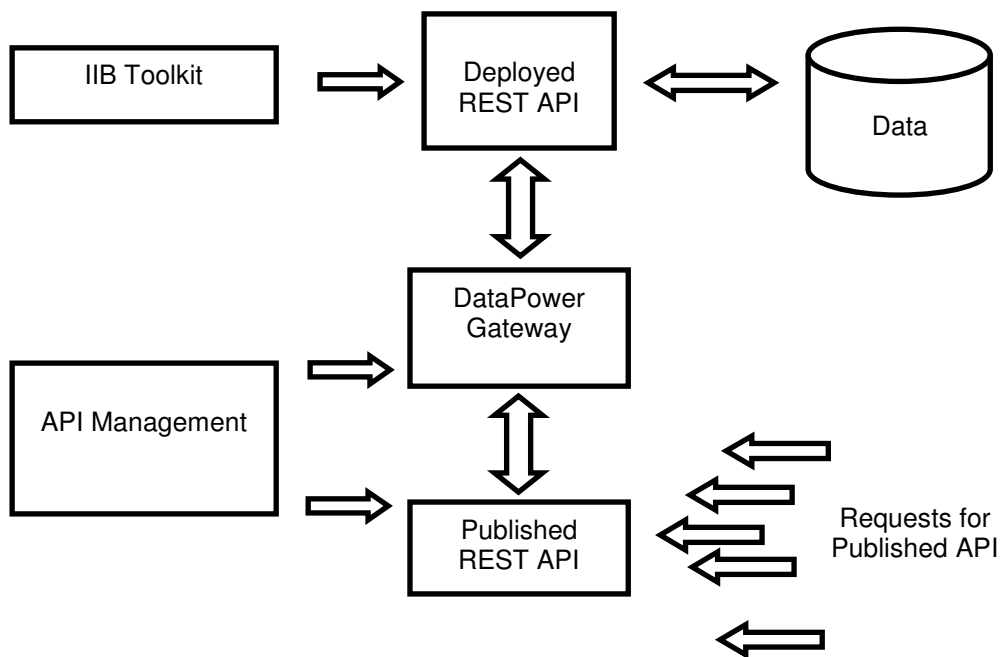 IIB Toolkit
Deployed
REST API
Data
DataPower
Gateway
API Management
Published
REST API
Requests for
Published API